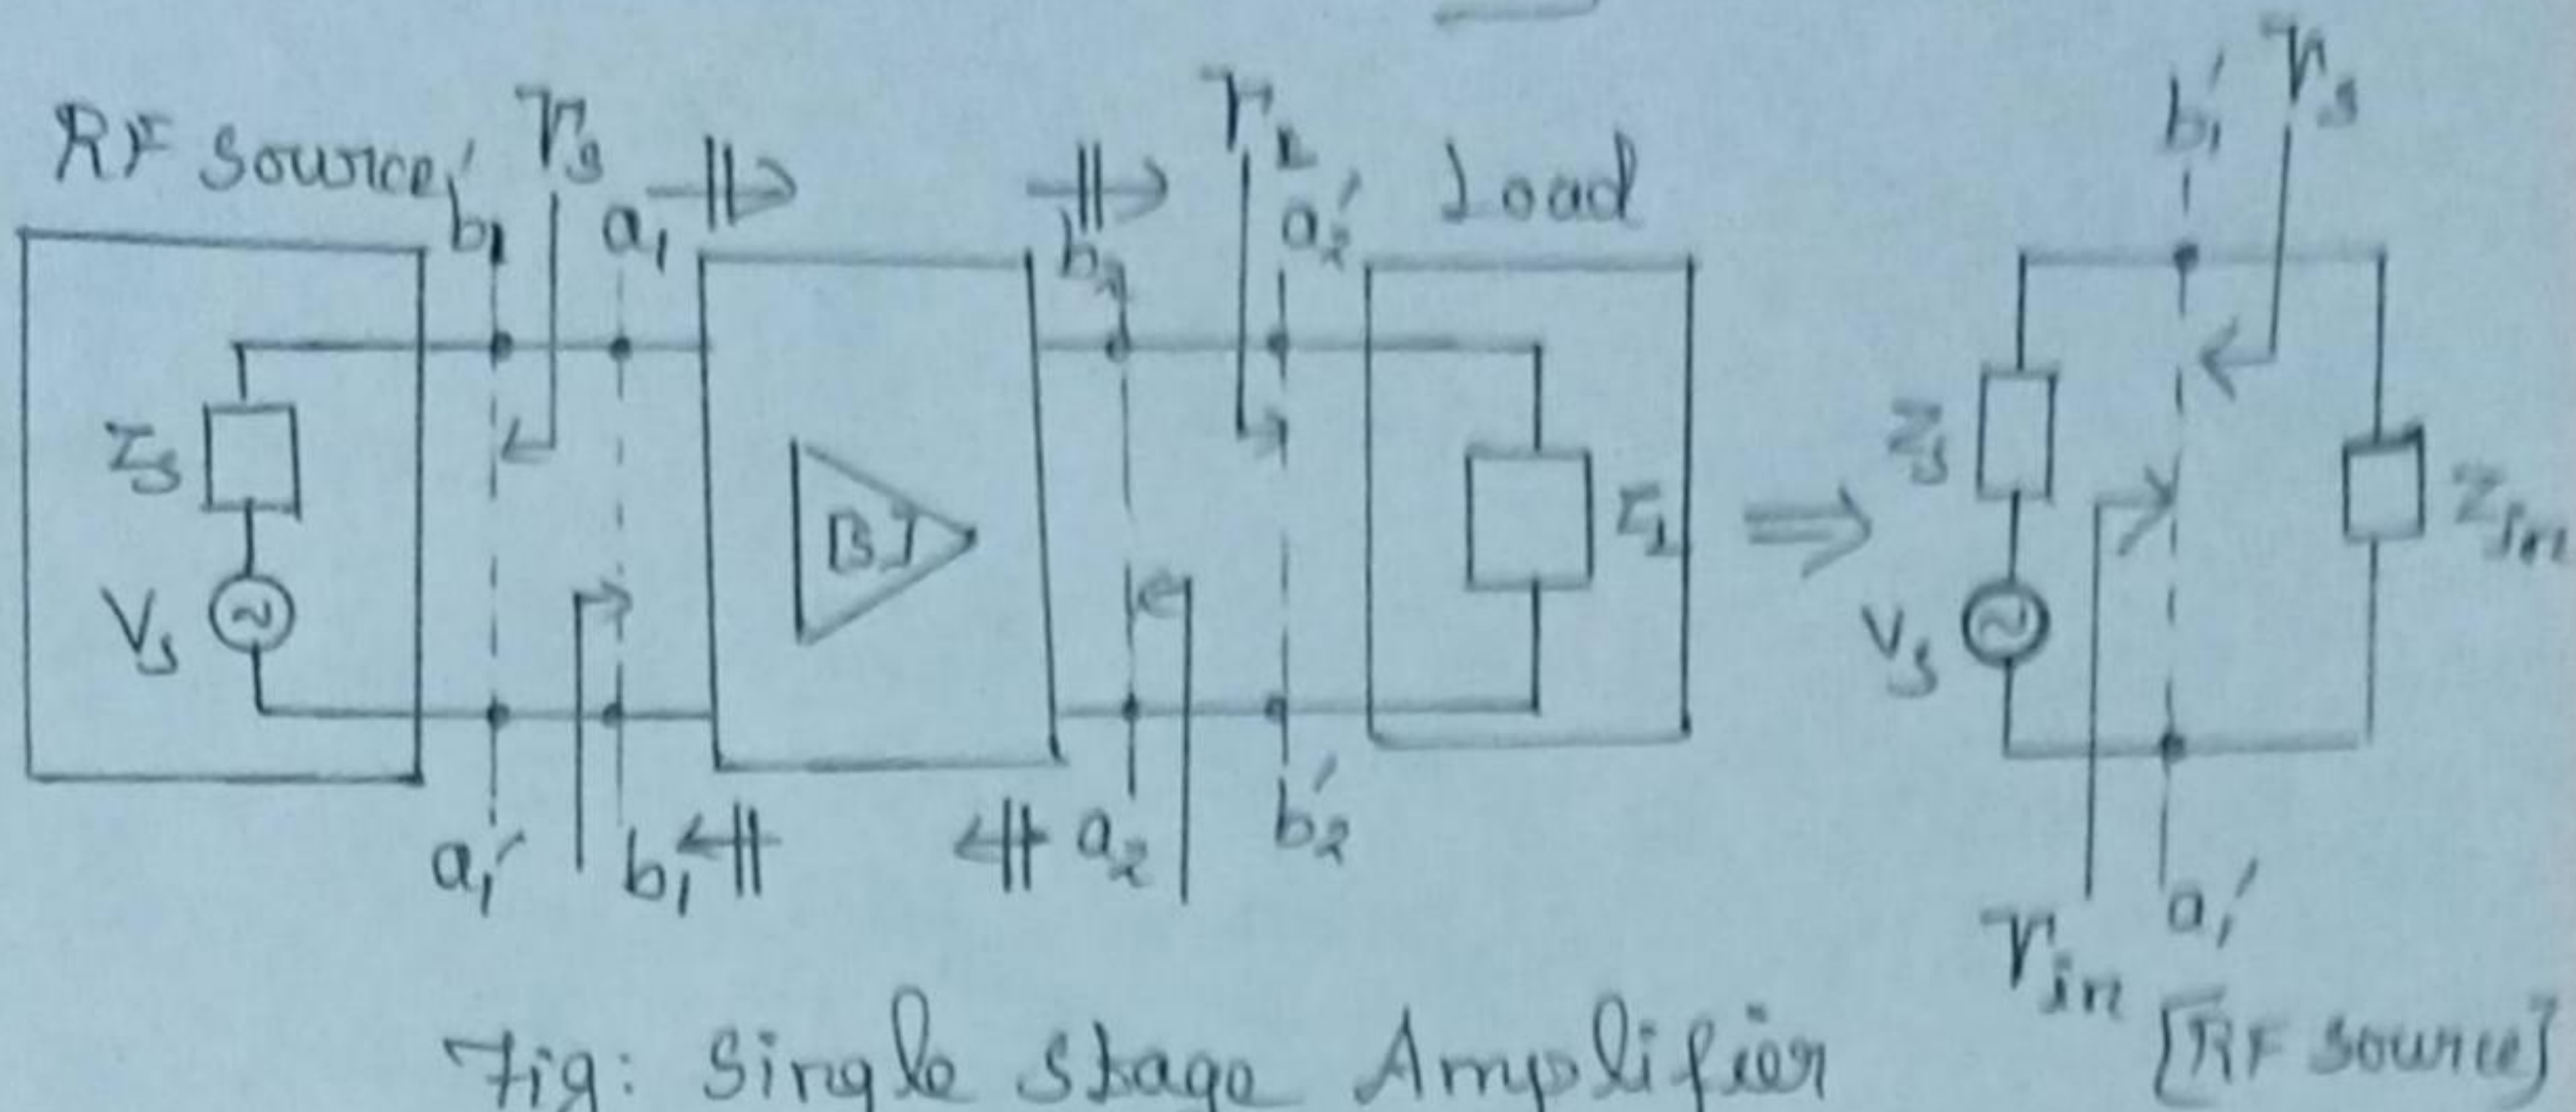 RF Source
b₁'
Γs
a₁
b₂
ΓL
a₂'
Load
b₁'
Γs
Zs
Vs
ZL
Zs
Vs
Zin
a₁'
b₁
a₂
b₂'
Γin
a₁'
[RF source]
Fig: Single Stage Amplifier